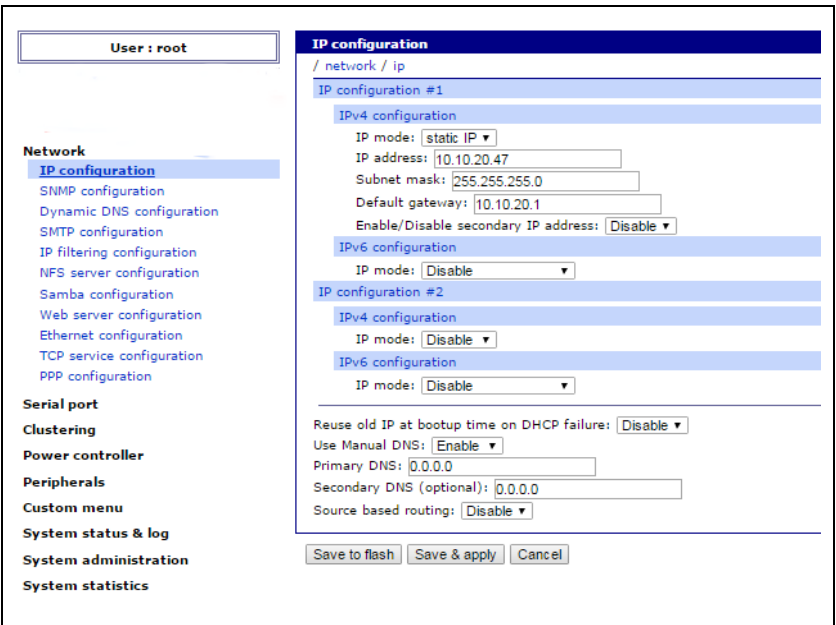 User : root
Network
IP configuration
SNMP configuration
Dynamic DNS configuration
SMTP configuration
IP filtering configuration
NFS server configuration
Samba configuration
Web server configuration
Ethernet configuration
TCP service configuration
PPP configuration
Serial port
Clustering
Power controller
Peripherals
Custom menu
System status & log
System administration
System statistics
IP configuration
/ network / ip
IP configuration #1
IPv4 configuration
IP mode: static IP ▾
IP address: 10.10.20.47
Subnet mask: 255.255.255.0
Default gateway: 10.10.20.1
Enable/Disable secondary IP address: Disable ▾
IPv6 configuration
IP mode: Disable ▾
IP configuration #2
IPv4 configuration
IP mode: Disable ▾
IPv6 configuration
IP mode: Disable ▾
Reuse old IP at bootup time on DHCP failure: Disable ▾
Use Manual DNS: Enable ▾
Primary DNS: 0.0.0.0
Secondary DNS (optional): 0.0.0.0
Source based routing: Disable ▾
Save to flash Save & apply Cancel